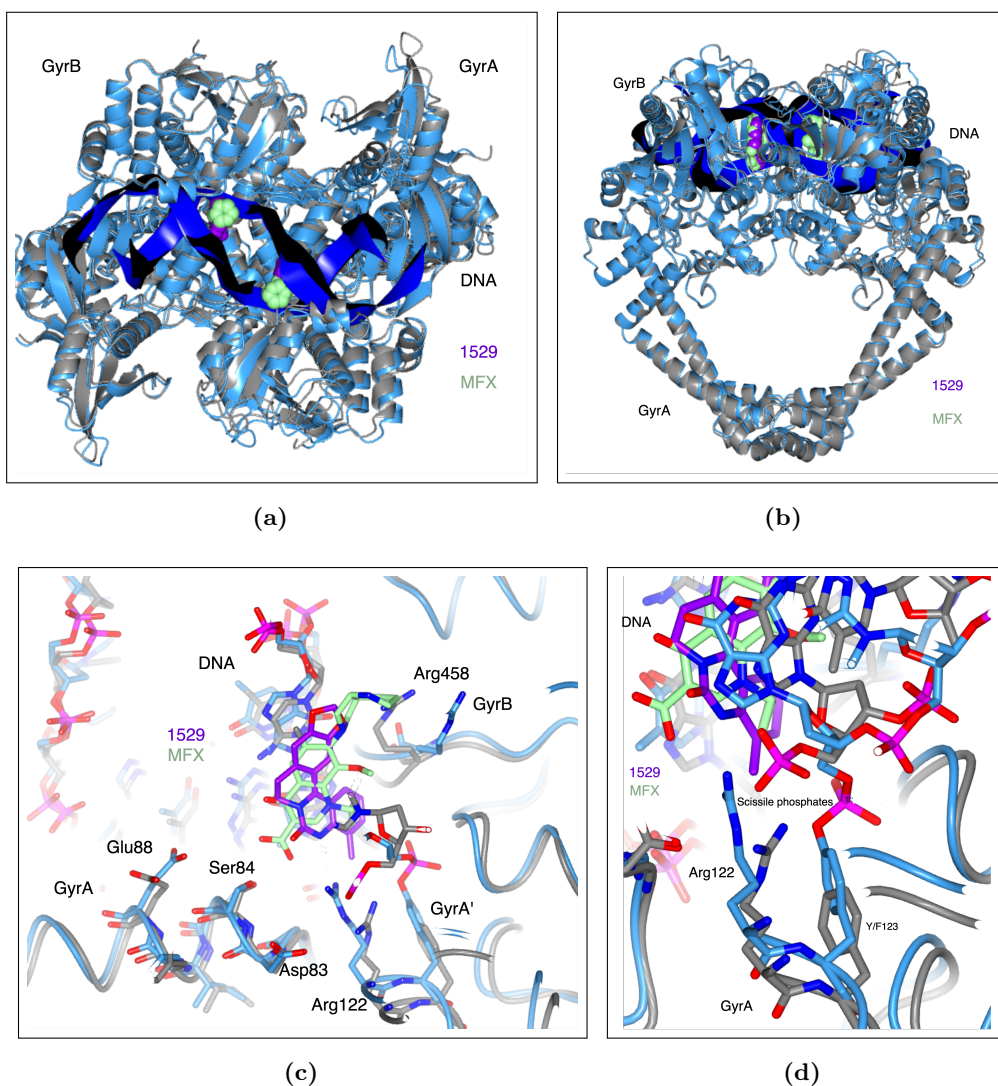 GyrB
GyrA
DNA
1529
MFX
(a)
GyrB
DNA
1529
GyrA
MFX
(b)
DNA
Arg458
GyrB
1529
MFX
Glu88
Ser84
GyrA
GyrA'
Asp83
Arg122
(c)
DNA
1529
MFX
Scissile phosphates
Arg122
Y/F123
GyrA
(d)